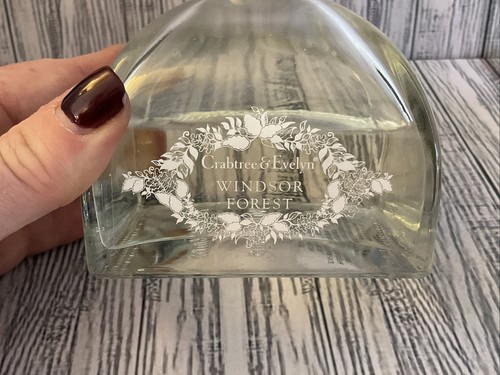 Crabtree & Evelyn
WINDSOR
FOREST